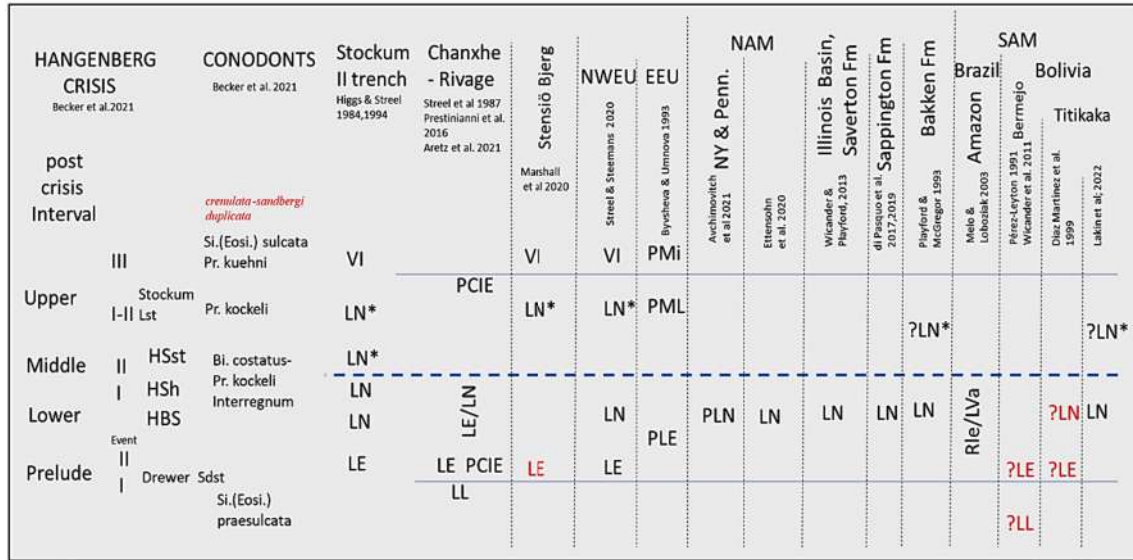 HANGENBERG
CRISIS
Becker et.al.2021
CONODONTS
Becker et al. 2021
Stockum
II trench
Higgs & Streel
1984,1994
Chanxhe
- Rivage
Streel et al 1987
Prestinianni et al.
2016
Aretz et al. 2021
Stensiö Bjerg
Marshall
et al 2020
NWEU
Streel & Steemans 2020
EEU
Byvsheva & Umnova 1993
NAM
NY & Penn.
Avchimovitch
et al 2021
Ettensohn
et al. 2020
Illinois Basin,
Saverton Fm
Wicander &
Playford, 2013
Sappington Fm
di Pasquo et al.
2017,2019
Bakken Fm
Playford &
McGregor 1993
SAM
Brazil
Amazon
Melo &
Loboziak 2003
Bolivia
Bermejo
Pérez-Leyton 1991
Wicander et al. 2011
Titikaka
Diaz Martinez et al.
1999
Lakin et al; 2022
post
crisis
Interval
crenulata-sandbergi
duplicata
Si.(Eosi.) sulcata
Pr. kuehni
III
VI
VI
VI
PMi
PCIE
Upper
I-II
Stockum
Lst
Pr. kockeli
LN*
LN*
LN*
PML
?LN*
?LN*
Middle
II
HSst
Bi. costatus-
Pr. kockeli
Interregnum
LN*
I
HSh
LN
Lower
HBS
LN
LE/LN
LN
PLE
PLN
LN
LN
LN
LN
Rle/LVa
?LN
LN
Event
Prelude
II
I
Drewer Sdst
LE
LE PCIE
LE
LE
?LE
?LE
LL
Si.(Eosi.)
praesulcata
?LL